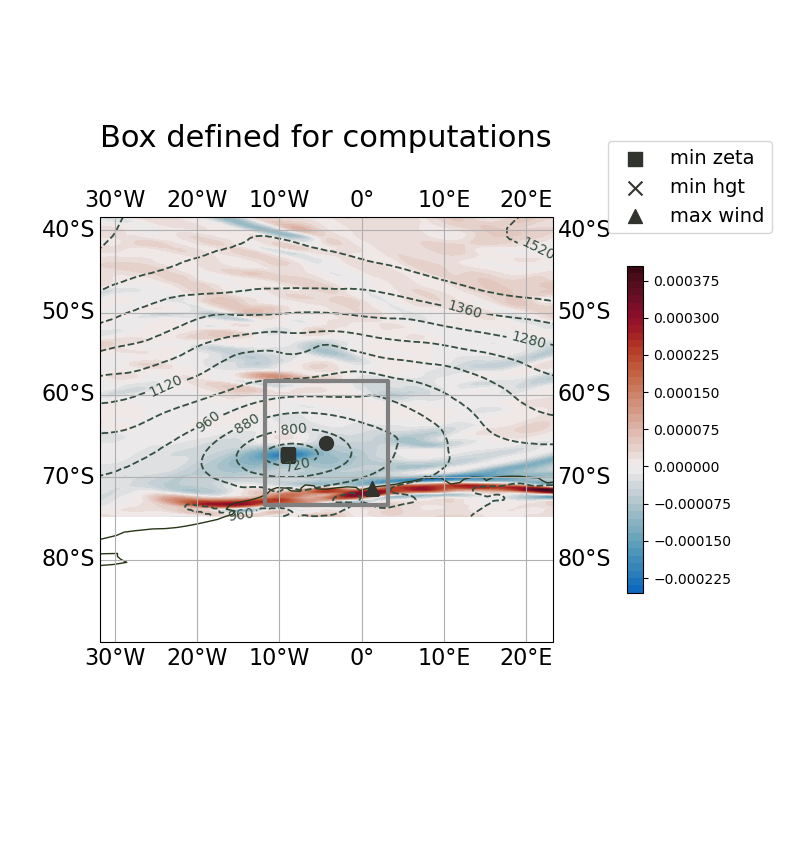 Box defined for computations
min zeta
min hgt
max wind
30°W 20°W 10°W 0° 10°E 20°E
40°S 40°S
1520
50°S 50°S
1360
1280
1120
60°S 60°S
960
880
800
720
70°S
960
80°S 80°S
30°W 20°W 10°W 0° 10°E 20°E
0.000375
0.000300
0.000225
0.000150
0.000075
0.000000
−0.000075
−0.000150
−0.000225